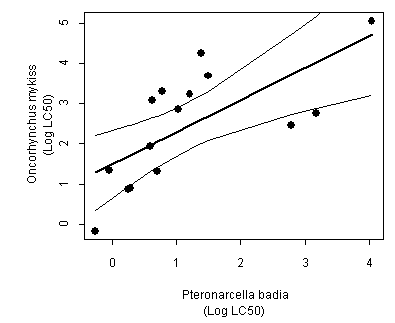 Oncorhynchus mykiss
(Log LC50)
5
4
3
2
1
0
0 1 2 3 4
Pteronarcella badia
(Log LC50)